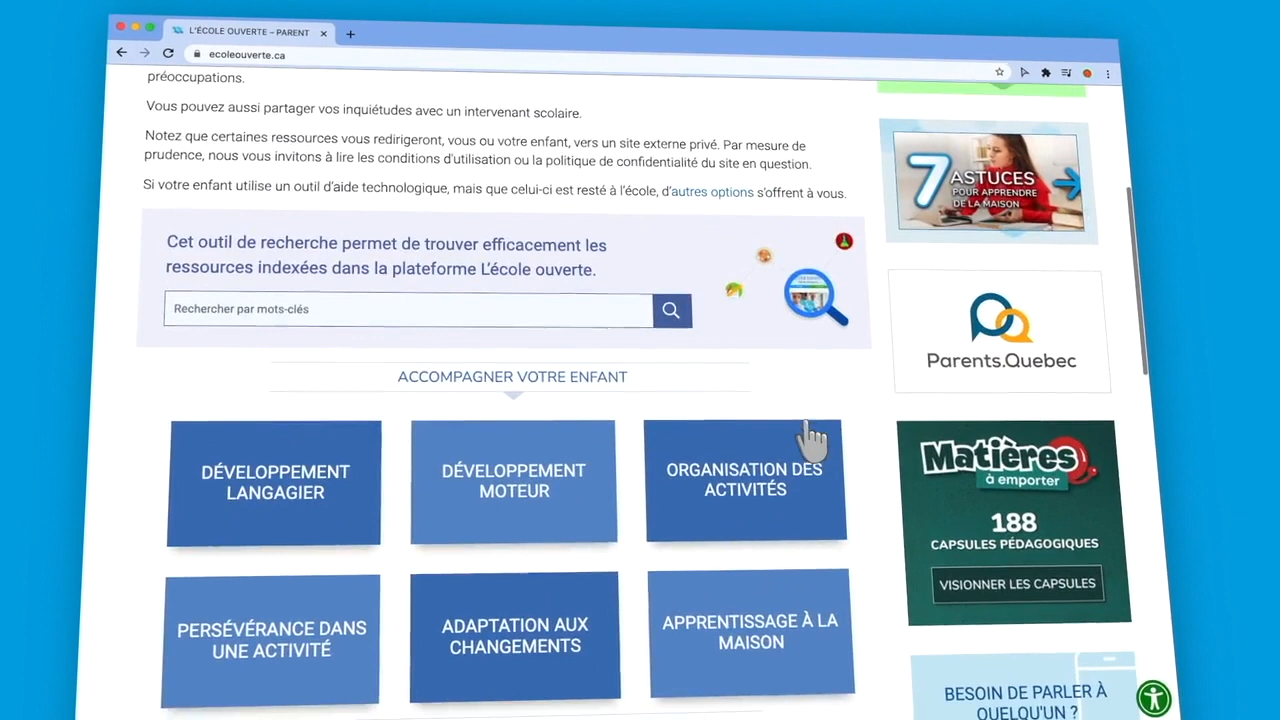 L'ÉCOLE OUVERTE – PARENT
ecoleouverte.ca
préoccupations.
Vous pouvez aussi partager vos inquiétudes avec un intervenant scolaire.
Notez que certaines ressources vous redirigeront, vous ou votre enfant, vers un site externe privé. Par mesure de
prudence, nous vous invitons à lire les conditions d'utilisation ou la politique de confidentialité du site en question.
Si votre enfant utilise un outil d'aide technologique, mais que celui-ci est resté à l'école, d'autres options s'offrent à vous.
Cet outil de recherche permet de trouver efficacement les
ressources indexées dans la plateforme L'école ouverte.
Rechercher par mots-clés
ACCOMPAGNER VOTRE ENFANT
DÉVELOPPEMENT
LANGAGIER
DÉVELOPPEMENT
MOTEUR
ORGANISATION DES
ACTIVITÉS
PERSÉVÉRANCE DANS
UNE ACTIVITÉ
ADAPTATION AUX
CHANGEMENTS
APPRENTISSAGE À LA
MAISON
7 ASTUCES
POUR APPRENDRE
DE LA MAISON
Parents.Quebec
Matières
à emporter
188
CAPSULES PÉDAGOGIQUES
VISIONNER LES CAPSULES
BESOIN DE PARLER À
QUELQU'UN ?